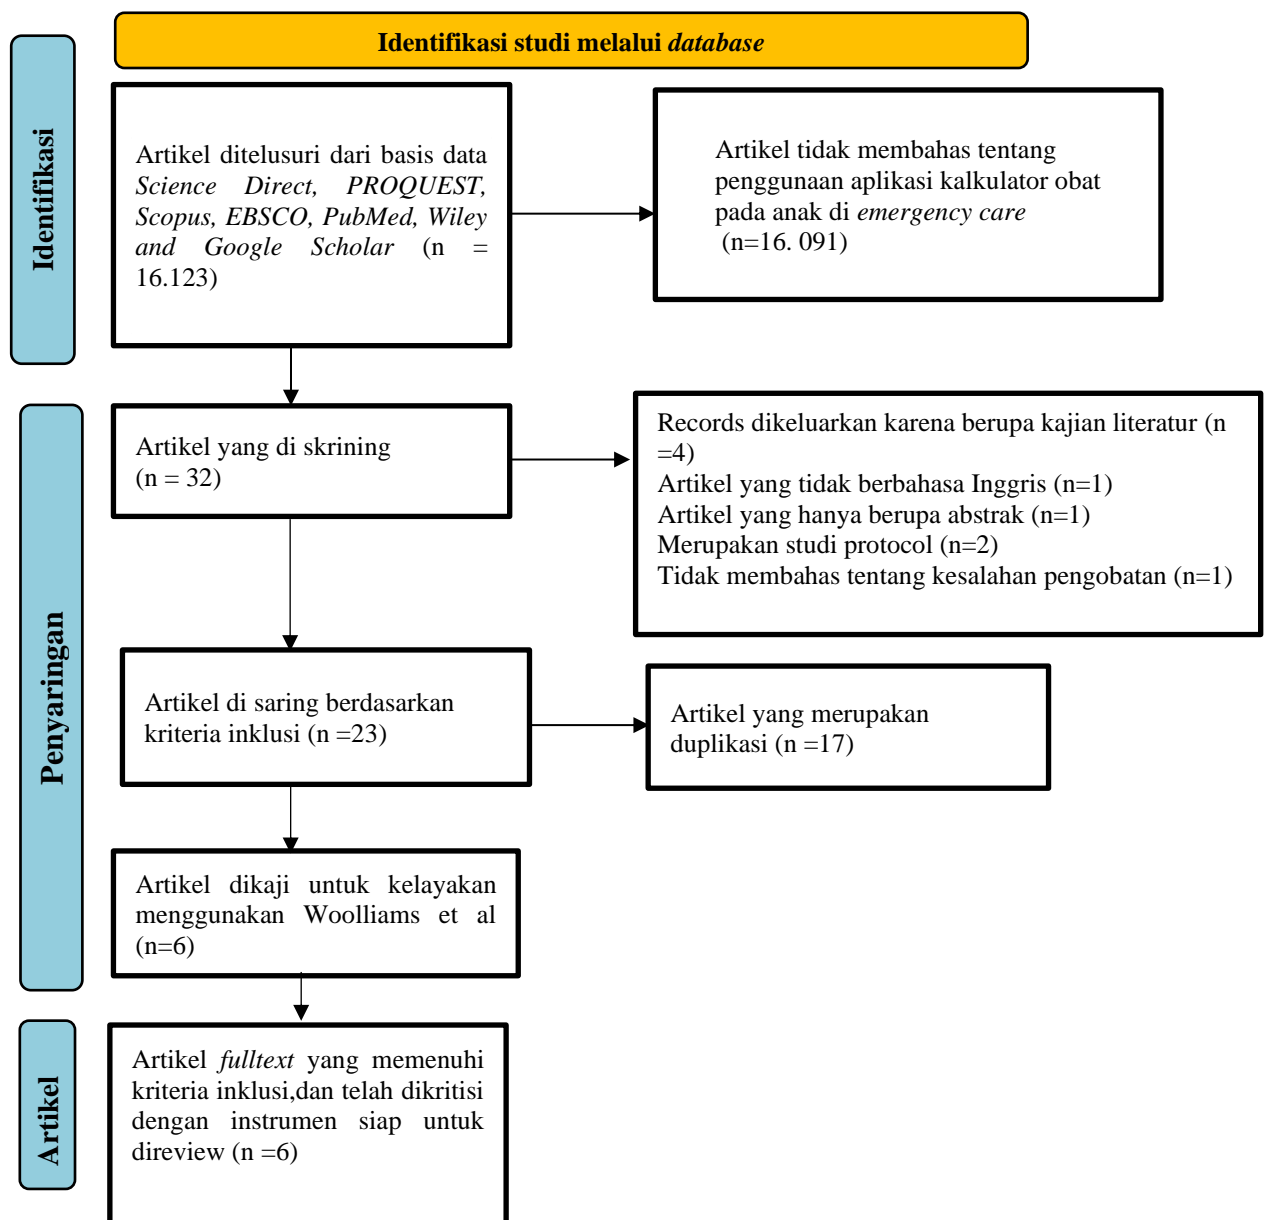 Identifikasi studi melalui database
Identifikasi
Artikel ditelusuri dari basis data
Science Direct, PROQUEST,
Scopus, EBSCO, PubMed, Wiley
and Google Scholar (n =
16.123)
Artikel tidak membahas tentang
penggunaan aplikasi kalkulator obat
pada anak di emergency care
(n=16. 091)
Penyaringan
Artikel yang di skrining
(n = 32)
Records dikeluarkan karena berupa kajian literatur (n
=4)
Artikel yang tidak berbahasa Inggris (n=1)
Artikel yang hanya berupa abstrak (n=1)
Merupakan studi protocol (n=2)
Tidak membahas tentang kesalahan pengobatan (n=1)
Artikel di saring berdasarkan
kriteria inklusi (n =23)
Artikel yang merupakan
duplikasi (n =17)
Artikel dikaji untuk kelayakan
menggunakan Woolliams et al
(n=6)
Artikel
Artikel fulltext yang memenuhi
kriteria inklusi,dan telah dikritisi
dengan instrumen siap untuk
direview (n =6)